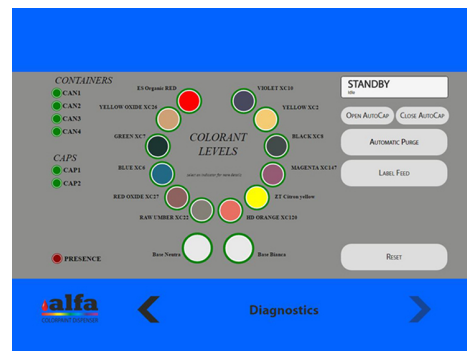 CONTAINERS
CAN1
CAN2
CAN3
CAN4
CAPS
CAP1
CAP2
PRESENCE
ES Organic RED
VIOLET XC10
YELLOW OXIDE XC26
YELLOW XC2
GREEN XC7
BLACK XC8
COLORANT
LEVELS
BLUE XC6
MAGENTA XC147
RED OXIDE XC27
ET Citron yellow
RAW UMBER XC22
HD ORANGE XC120
Base Neutra
Base Bianca
STANDBY
Idle
OPEN AUTOCAP
CLOSE AUTOCAP
AUTOMATIC PURGE
LABEL FEED
RESET
alfa
COLORANT DISPENSER
Diagnostics